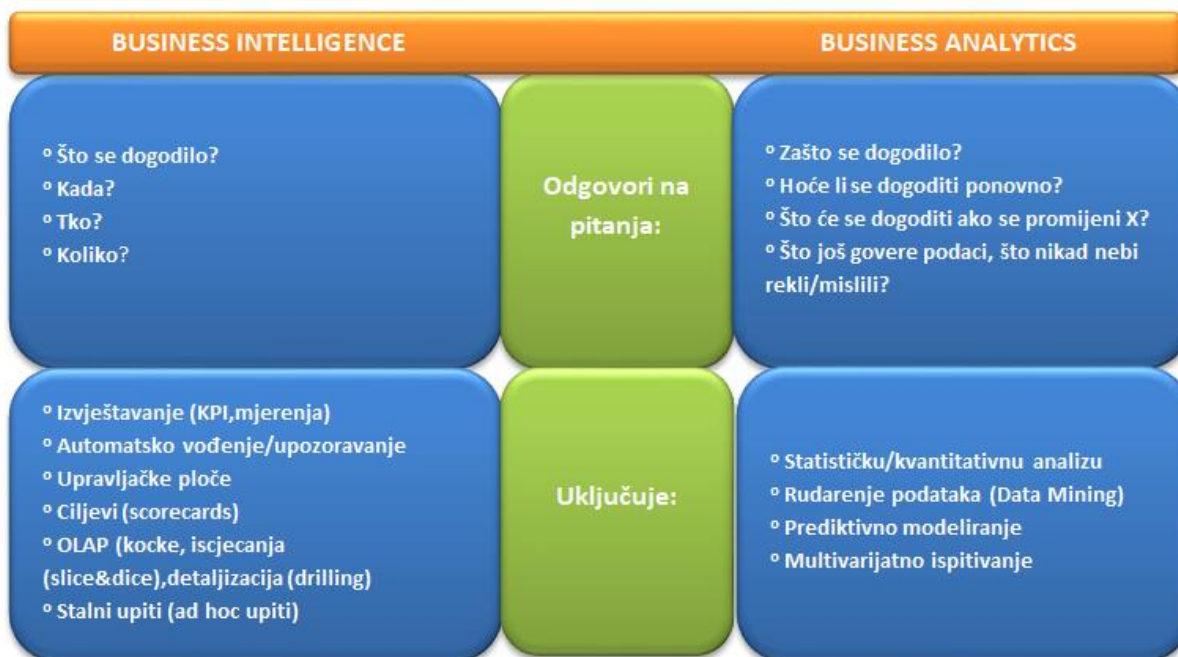 BUSINESS INTELLIGENCE
BUSINESS ANALYTICS
° Što se dogodilo?
° Kada?
° Tko?
° Koliko?
Odgovori na
pitanja:
° Zašto se dogodilo?
° Hoće li se dogoditi ponovno?
° Što će se dogoditi ako se promijeni X?
° Što još govere podaci, što nikad nebi
rekli/mislili?
° Izvještavanje (KPI,mjerenja)
° Automatsko vođenje/upozoravanje
° Upravljačke ploče
° Ciljevi (scorecards)
° OLAP (kocke, iscjecanja
(slice&dice),detaljizacija (drilling)
° Stalni upiti (ad hoc upiti)
Uključuje:
° Statističku/kvantitativnu analizu
° Rudarenje podataka (Data Mining)
° Prediktivno modeliranje
° Multivarijatno ispitivanje